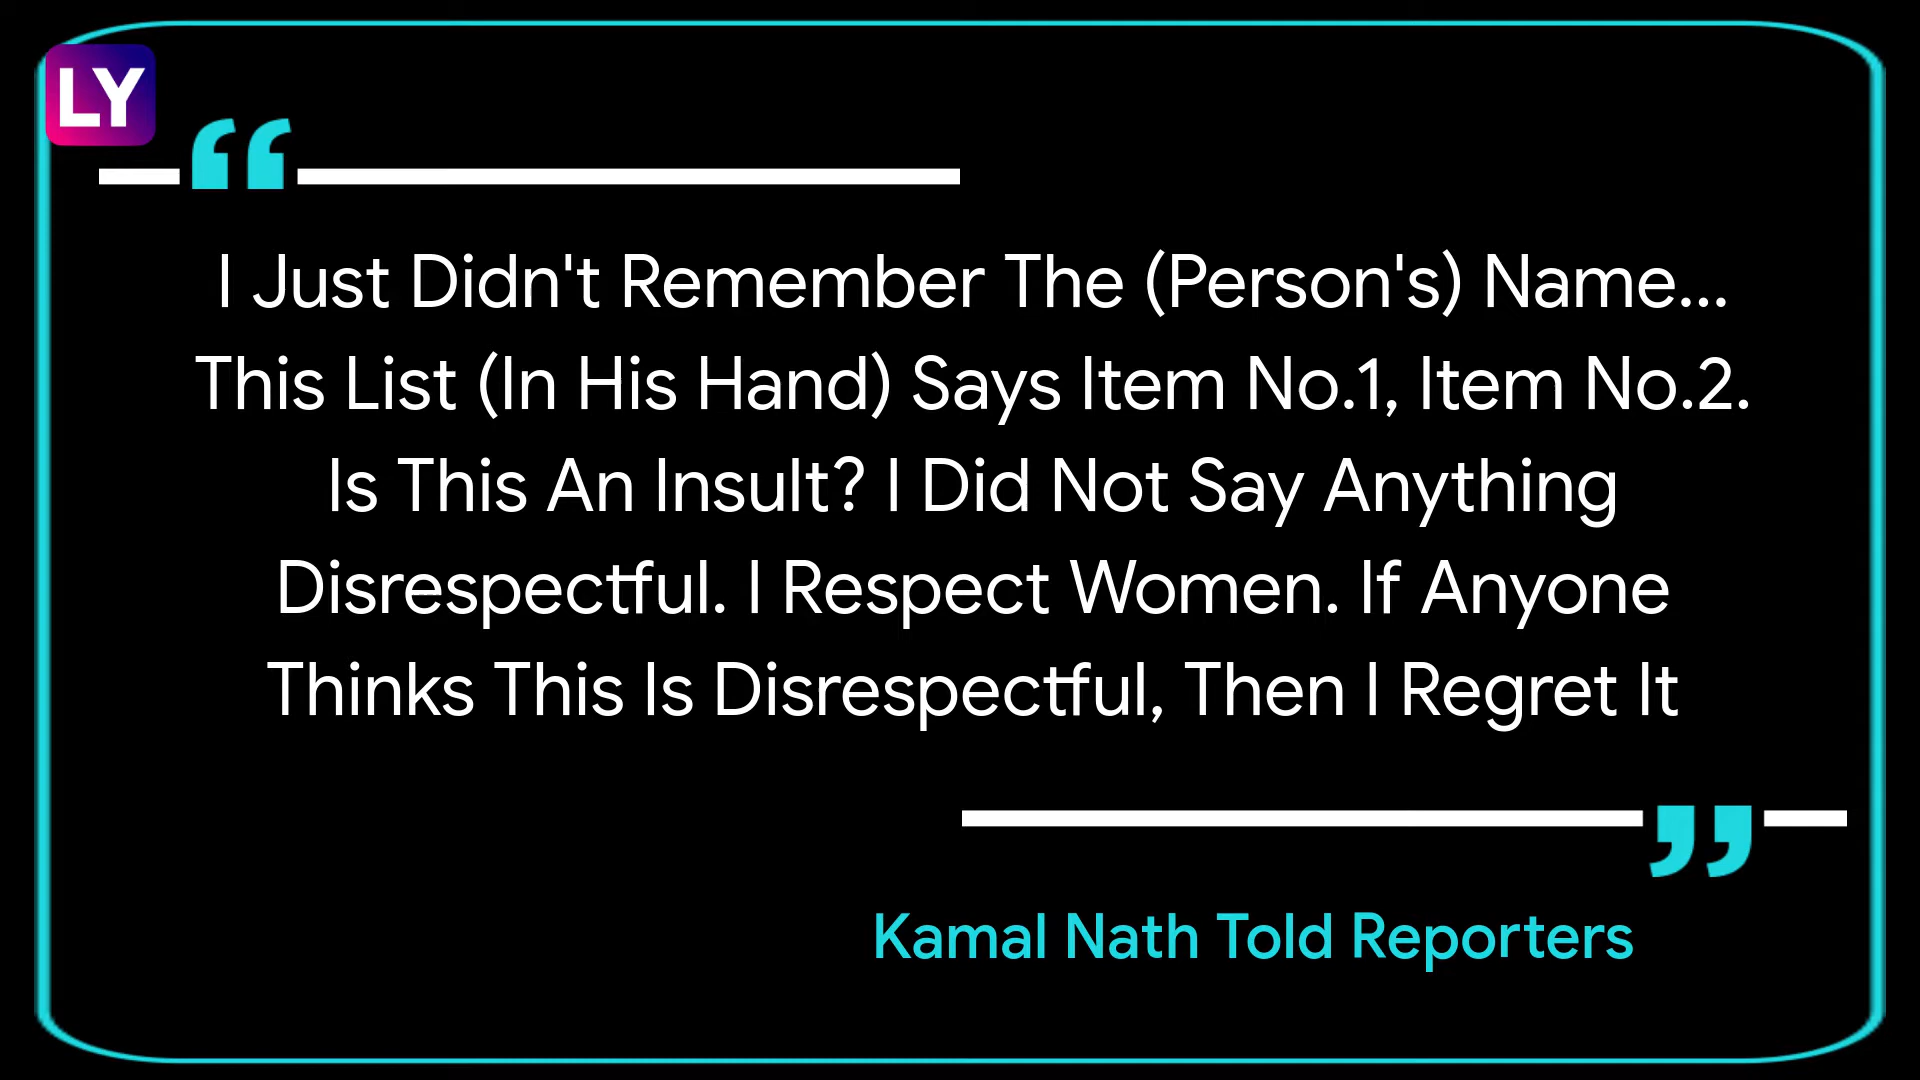 LY
“
I Just Didn't Remember The (Person's) Name...
This List (In His Hand) Says Item No.1, Item No.2.
Is This An Insult? I Did Not Say Anything
Disrespectful. I Respect Women. If Anyone
Thinks This Is Disrespectful, Then I Regret It
”
Kamal Nath Told Reporters